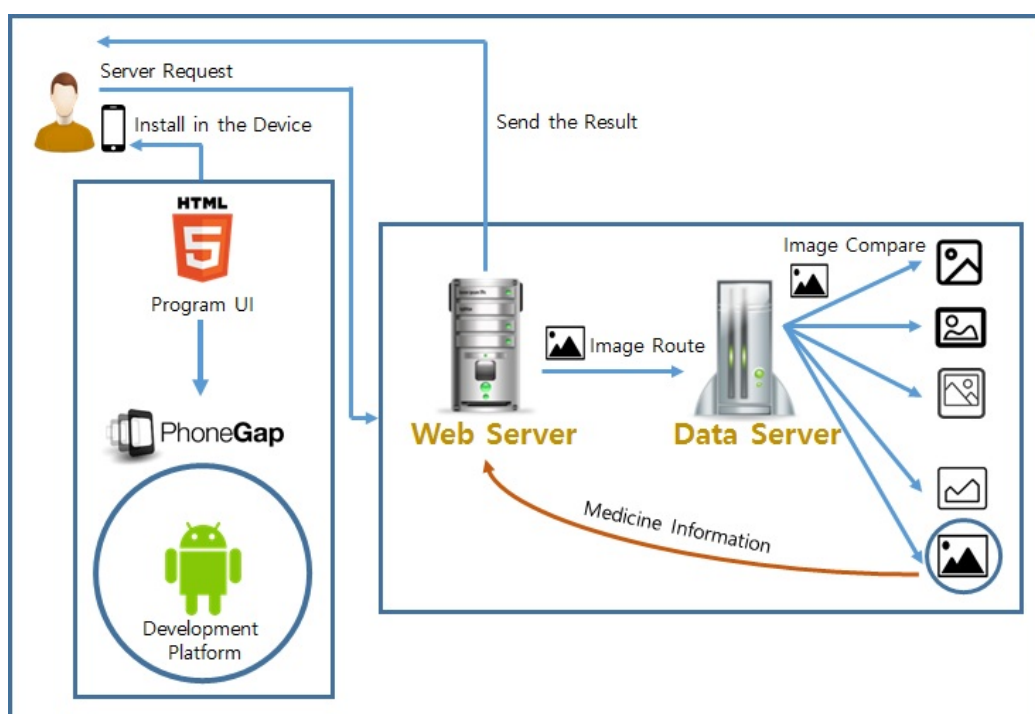 Server Request
Install in the Device
Send the Result
HTML
5
Program UI
PhoneGap
Development
Platform
Image Compare
Image Route
Web Server
Data Server
Medicine Information